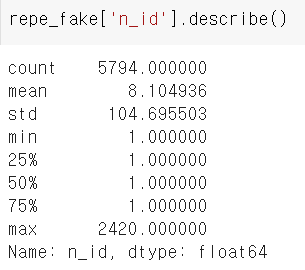 repe_fake['n_id'].describe()
count    5794.000000
mean        8.104936
std       104.695503
min         1.000000
25%         1.000000
50%         1.000000
75%         1.000000
max      2420.000000
Name: n_id, dtype: float64